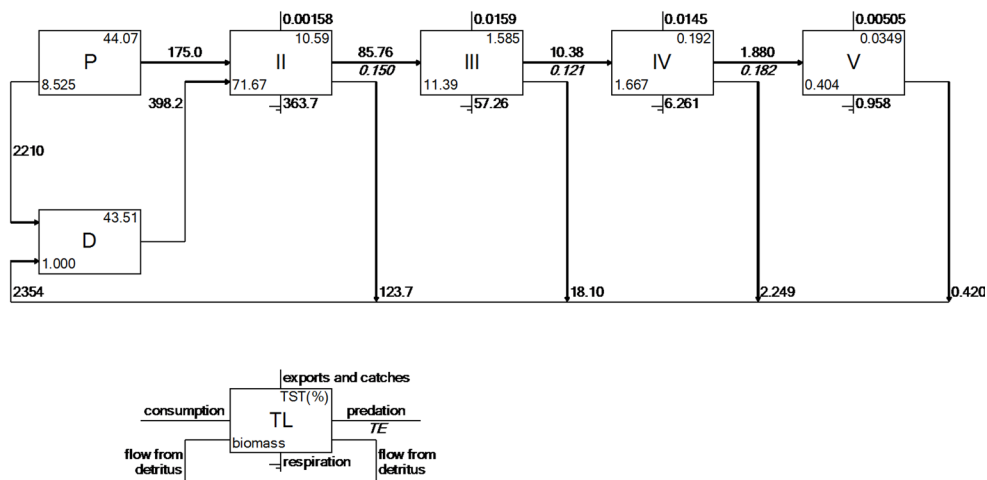 0.00158 0.0159 0.0145 0.00505
44.07 10.59 1.585 0.192 0.0349
P 175.0 II 85.76 III 10.38 IV 1.880 V
0.150 0.121 0.182
8.525 71.67 11.39 1.667 0.404
398.2 363.7 57.26 6.261 0.958
2210
43.51
D
1.000
2354 123.7 18.10 2.249 0.420
exports and catches
TST(%)
consumption TL predation
TE
biomass
flow from detritus respiration flow from detritus